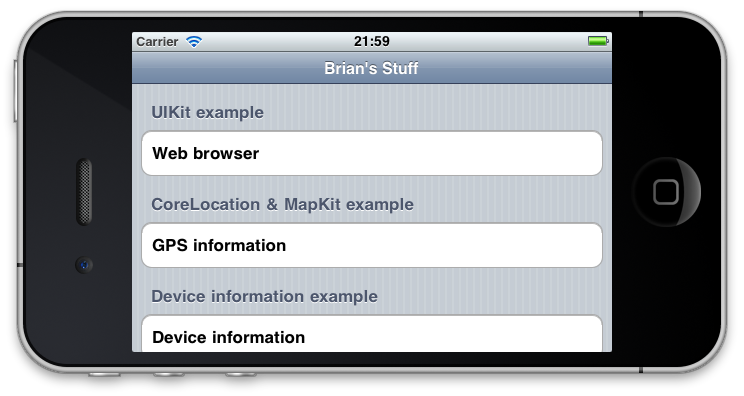 Carrier 21:59
Brian's Stuff
UIKit example
Web browser
CoreLocation & MapKit example
GPS information
Device information example
Device information